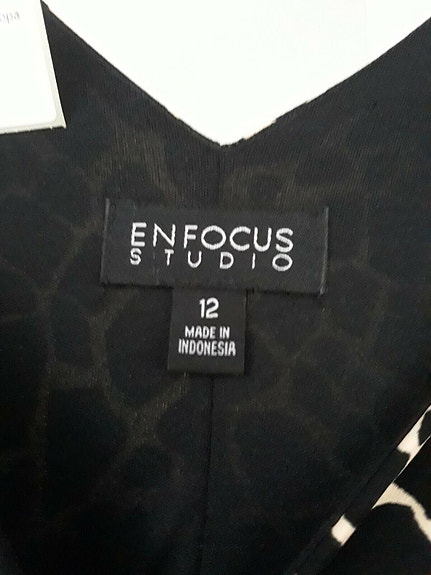 ENFOCUS
STUDIO
12
MADE IN
INDONESIA